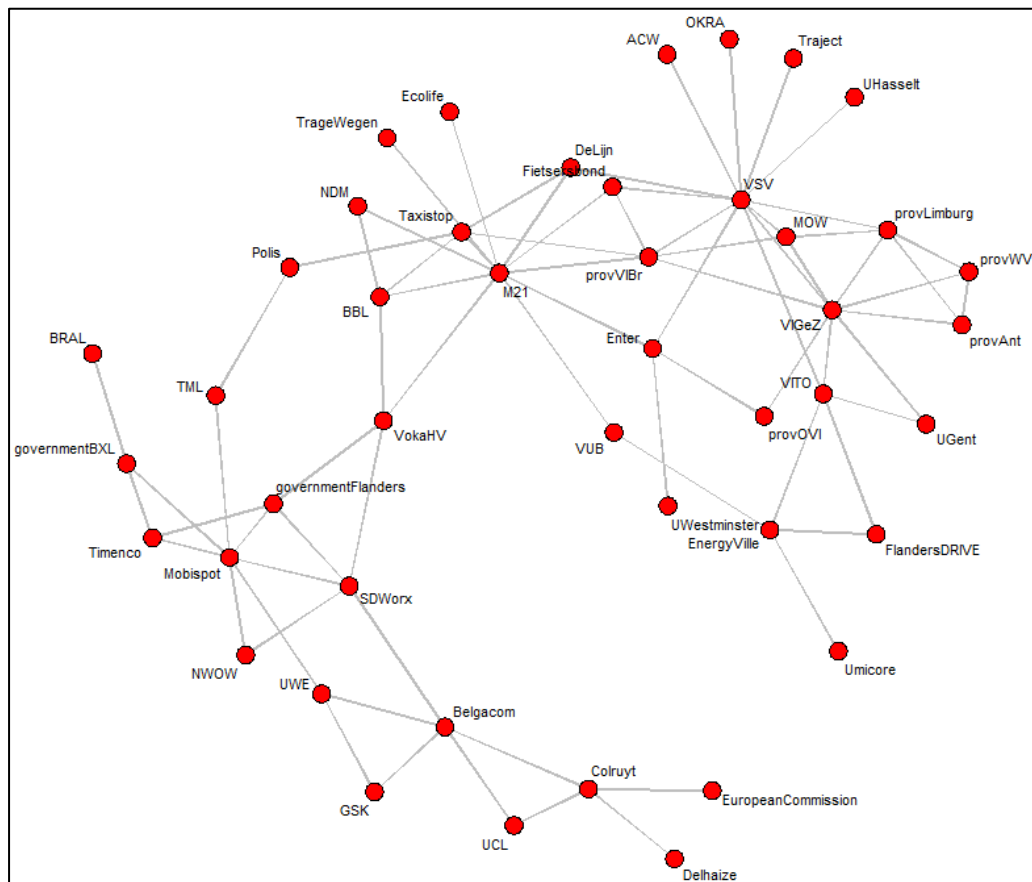 OKRA
ACW
Traject
UHasselt
Ecolife
TrageWegen
DeLijn
Fietsersbond
NDM
VSV
Taxistop
MOW
provLimburg
Polis
provVlBr
provWV
M21
BBL
VIGeZ
provAnt
BRAL
Enter
TML
VITO
VokaHV
provOVl
UGent
VUB
governmentBXL
governmentFlanders
UWestminster
EnergyVille
Timenco
FlandersDRIVE
Mobispot
SDWorx
NWOW
Umicore
UWE
Belgacom
Colruyt
EuropeanCommission
GSK
UCL
Delhaize